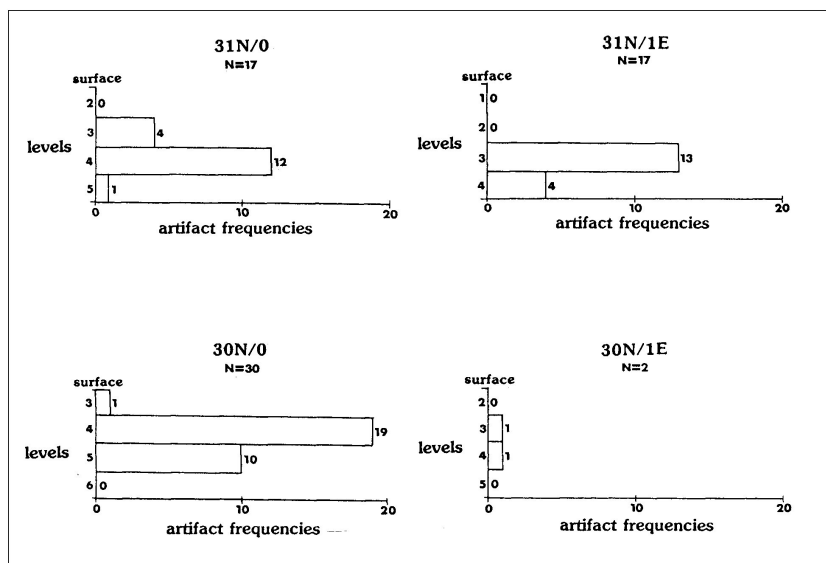 31N/0
N=17
surface
2 0
3 4
levels
4 12
5 1
0 10 20
artifact frequencies
31N/1E
N=17
surface
1 0
2 0
levels
3 13
4 4
0 10 20
artifact frequencies
30N/0
N=30
surface
3 1
4 19
levels
5 10
6 0
0 10 20
artifact frequencies
30N/1E
N=2
surface
2 0
3 1
levels
4 1
5 0
0 10 20
artifact frequencies